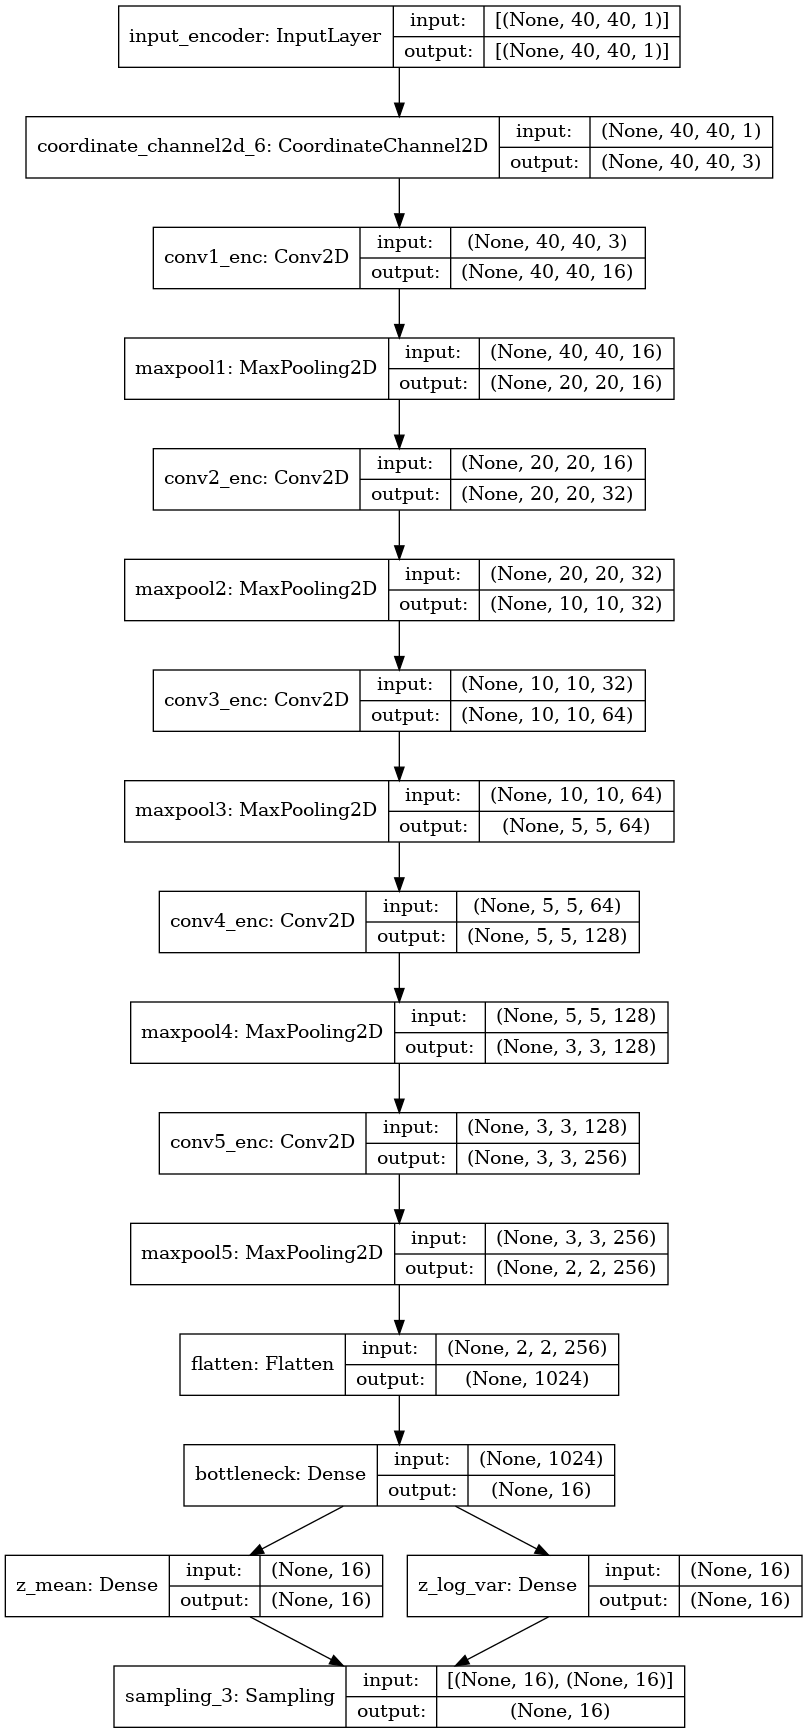 input_encoder: InputLayer
input: [(None, 40, 40, 1)]
output: [(None, 40, 40, 1)]
coordinate_channel2d_6: CoordinateChannel2D
input: (None, 40, 40, 1)
output: (None, 40, 40, 3)
conv1_enc: Conv2D
input: (None, 40, 40, 3)
output: (None, 40, 40, 16)
maxpool1: MaxPooling2D
input: (None, 40, 40, 16)
output: (None, 20, 20, 16)
conv2_enc: Conv2D
input: (None, 20, 20, 16)
output: (None, 20, 20, 32)
maxpool2: MaxPooling2D
input: (None, 20, 20, 32)
output: (None, 10, 10, 32)
conv3_enc: Conv2D
input: (None, 10, 10, 32)
output: (None, 10, 10, 64)
maxpool3: MaxPooling2D
input: (None, 10, 10, 64)
output: (None, 5, 5, 64)
conv4_enc: Conv2D
input: (None, 5, 5, 64)
output: (None, 5, 5, 128)
maxpool4: MaxPooling2D
input: (None, 5, 5, 128)
output: (None, 3, 3, 128)
conv5_enc: Conv2D
input: (None, 3, 3, 128)
output: (None, 3, 3, 256)
maxpool5: MaxPooling2D
input: (None, 3, 3, 256)
output: (None, 2, 2, 256)
flatten: Flatten
input: (None, 2, 2, 256)
output: (None, 1024)
bottleneck: Dense
input: (None, 1024)
output: (None, 16)
z_mean: Dense
input: (None, 16)
output: (None, 16)
z_log_var: Dense
input: (None, 16)
output: (None, 16)
sampling_3: Sampling
input: [(None, 16), (None, 16)]
output: (None, 16)